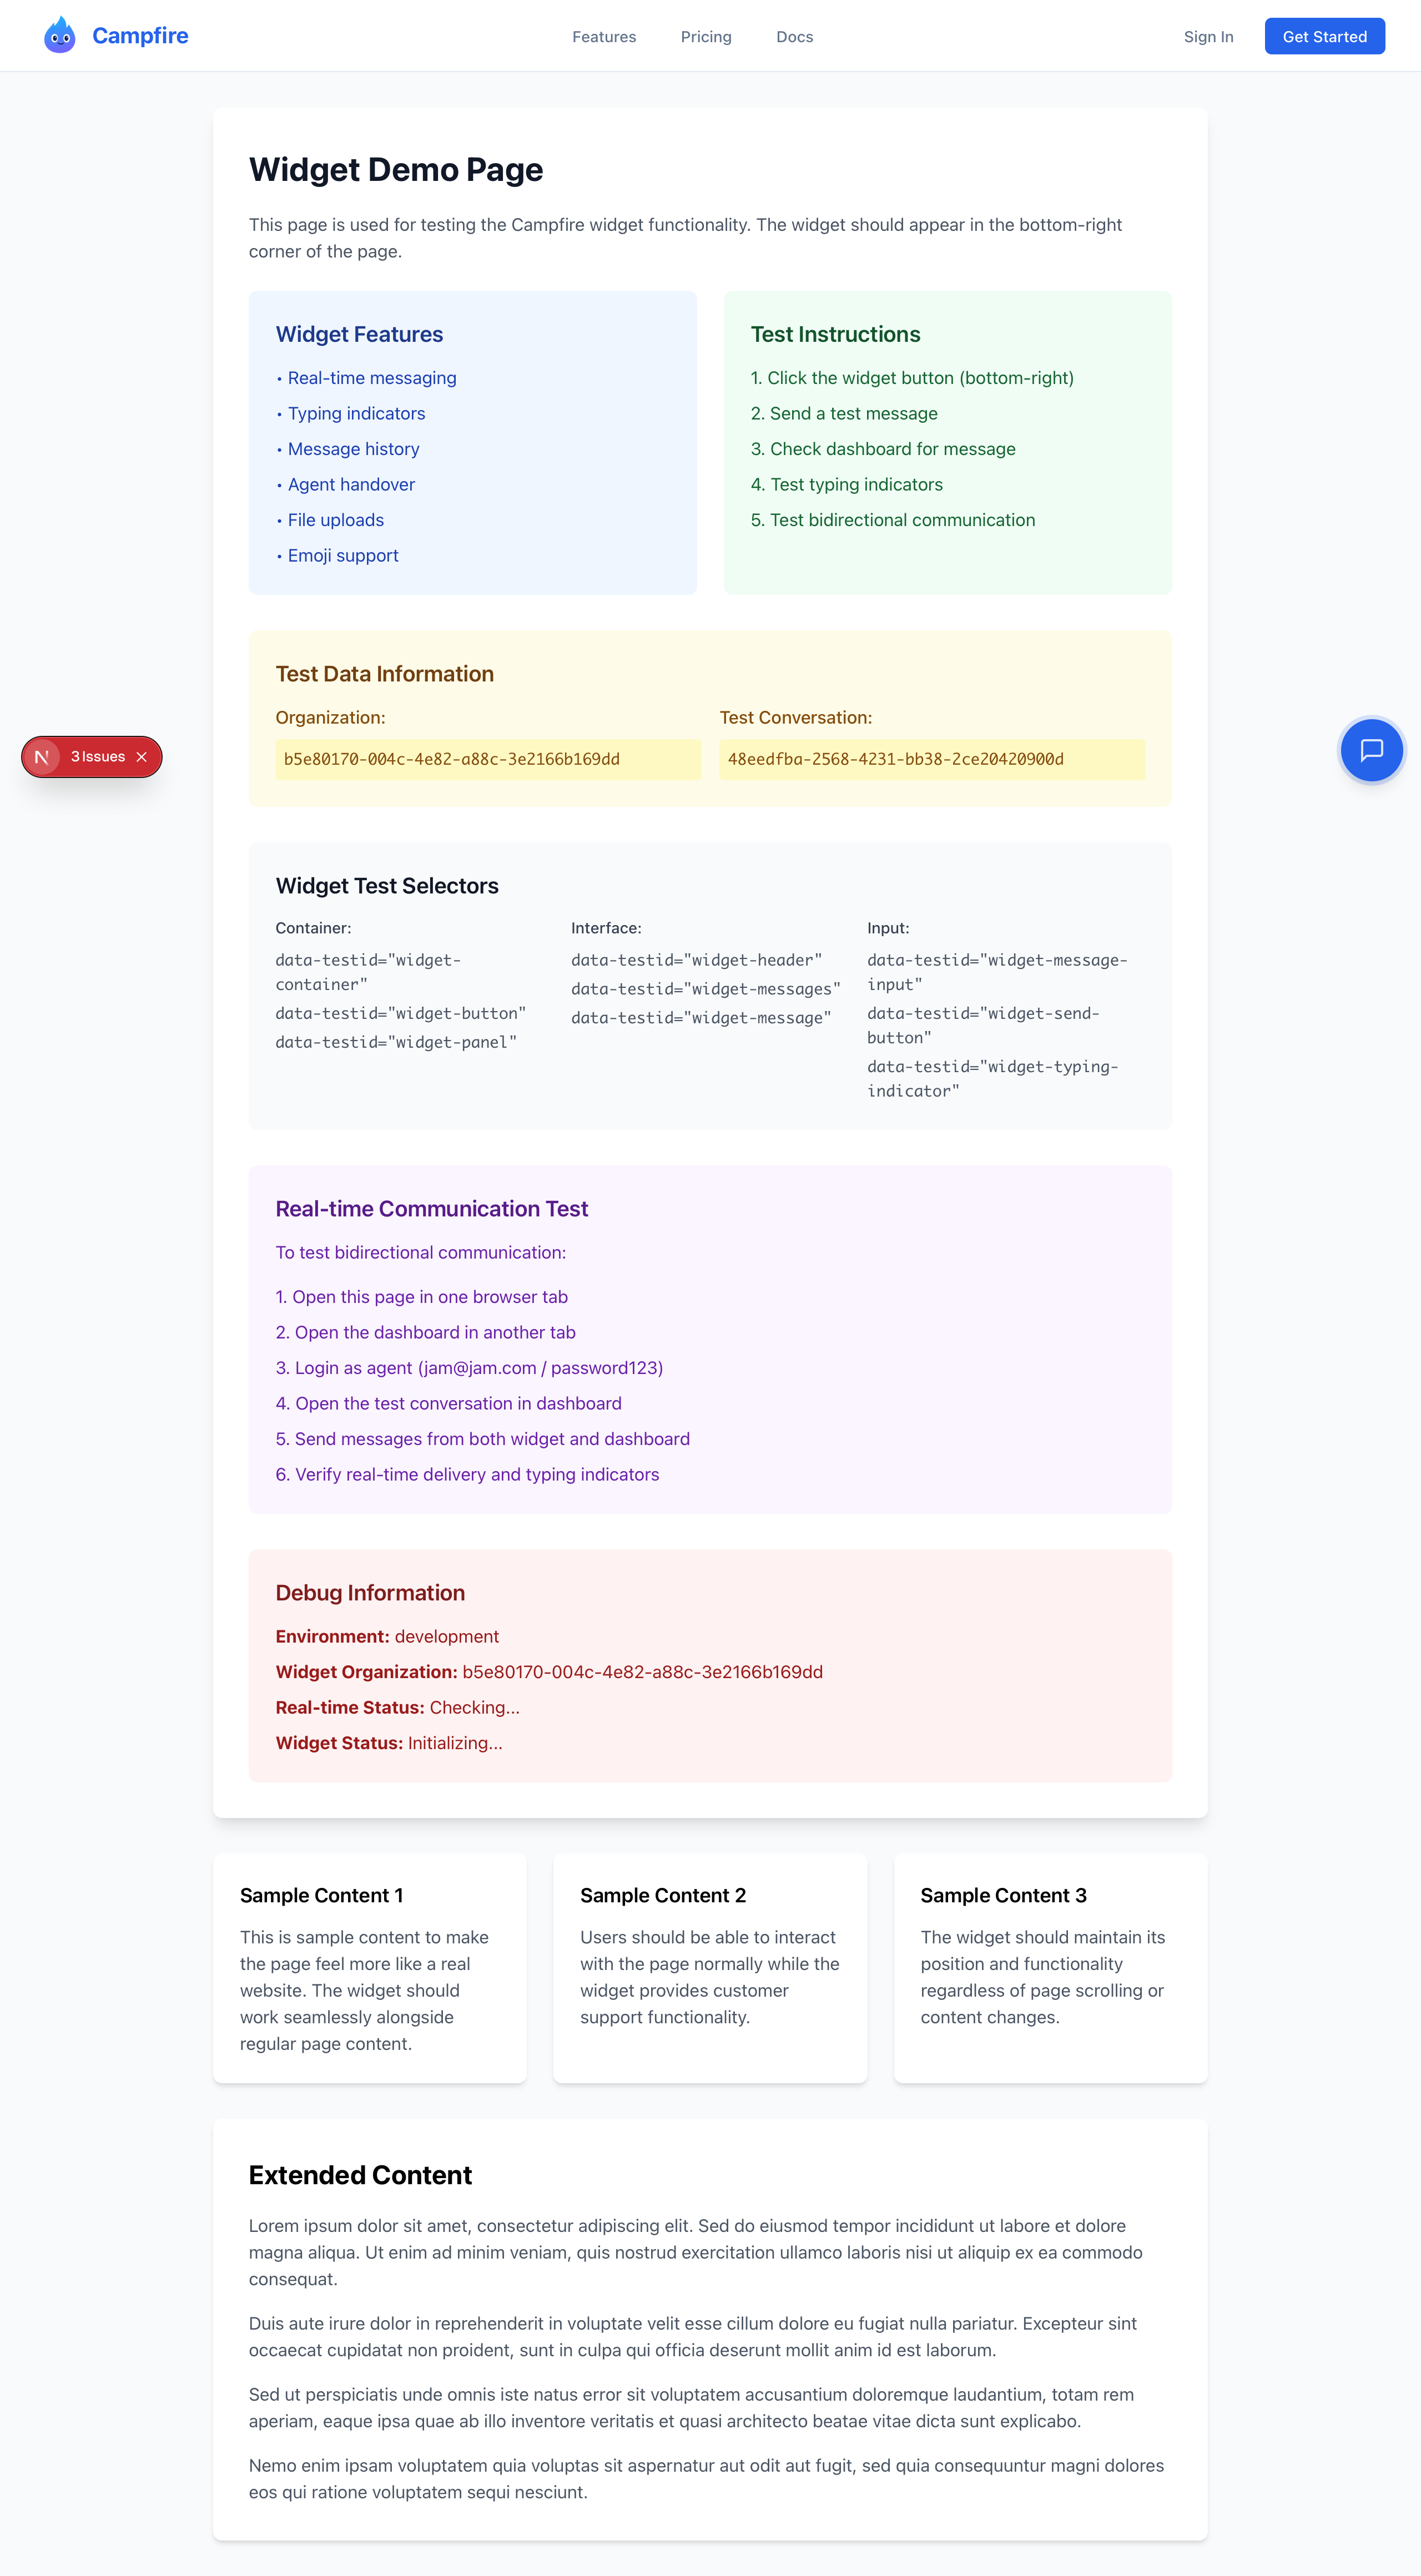 Campfire
Features
Pricing
Docs
Sign In
Get Started
Widget Demo Page
This page is used for testing the Campfire widget functionality. The widget should appear in the bottom-right
corner of the page.
Widget Features
• Real-time messaging
• Typing indicators
• Message history
• Agent handover
• File uploads
• Emoji support
Test Instructions
1. Click the widget button (bottom-right)
2. Send a test message
3. Check dashboard for message
4. Test typing indicators
5. Test bidirectional communication
Test Data Information
Organization:
b5e80170-004c-4e82-a88c-3e2166b169dd
Test Conversation:
48eedfba-2568-4231-bb38-2ce20420900d
N
3 Issues
Widget Test Selectors
Container:
data-testid="widget-
container"
data-testid="widget-button"
data-testid="widget-panel"
Interface:
data-testid="widget-header"
data-testid="widget-messages"
data-testid="widget-message"
Input:
data-testid="widget-message-
input"
data-testid="widget-send-
button"
data-testid="widget-typing-
indicator"
Real-time Communication Test
To test bidirectional communication:
1. Open this page in one browser tab
2. Open the dashboard in another tab
3. Login as agent (jam@jam.com / password123)
4. Open the test conversation in dashboard
5. Send messages from both widget and dashboard
6. Verify real-time delivery and typing indicators
Debug Information
Environment: development
Widget Organization: b5e80170-004c-4e82-a88c-3e2166b169dd
Real-time Status: Checking...
Widget Status: Initializing...
Sample Content 1
This is sample content to make
the page feel more like a real
website. The widget should
work seamlessly alongside
regular page content.
Sample Content 2
Users should be able to interact
with the page normally while the
widget provides customer
support functionality.
Sample Content 3
The widget should maintain its
position and functionality
regardless of page scrolling or
content changes.
Extended Content
Lorem ipsum dolor sit amet, consectetur adipiscing elit. Sed do eiusmod tempor incididunt ut labore et dolore
magna aliqua. Ut enim ad minim veniam, quis nostrud exercitation ullamco laboris nisi ut aliquip ex ea commodo
consequat.
Duis aute irure dolor in reprehenderit in voluptate velit esse cillum dolore eu fugiat nulla pariatur. Excepteur sint
occaecat cupidatat non proident, sunt in culpa qui officia deserunt mollit anim id est laborum.
Sed ut perspiciatis unde omnis iste natus error sit voluptatem accusantium doloremque laudantium, totam rem
aperiam, eaque ipsa quae ab illo inventore veritatis et quasi architecto beatae vitae dicta sunt explicabo.
Nemo enim ipsam voluptatem quia voluptas sit aspernatur aut odit aut fugit, sed quia consequuntur magni dolores
eos qui ratione voluptatem sequi nesciunt.